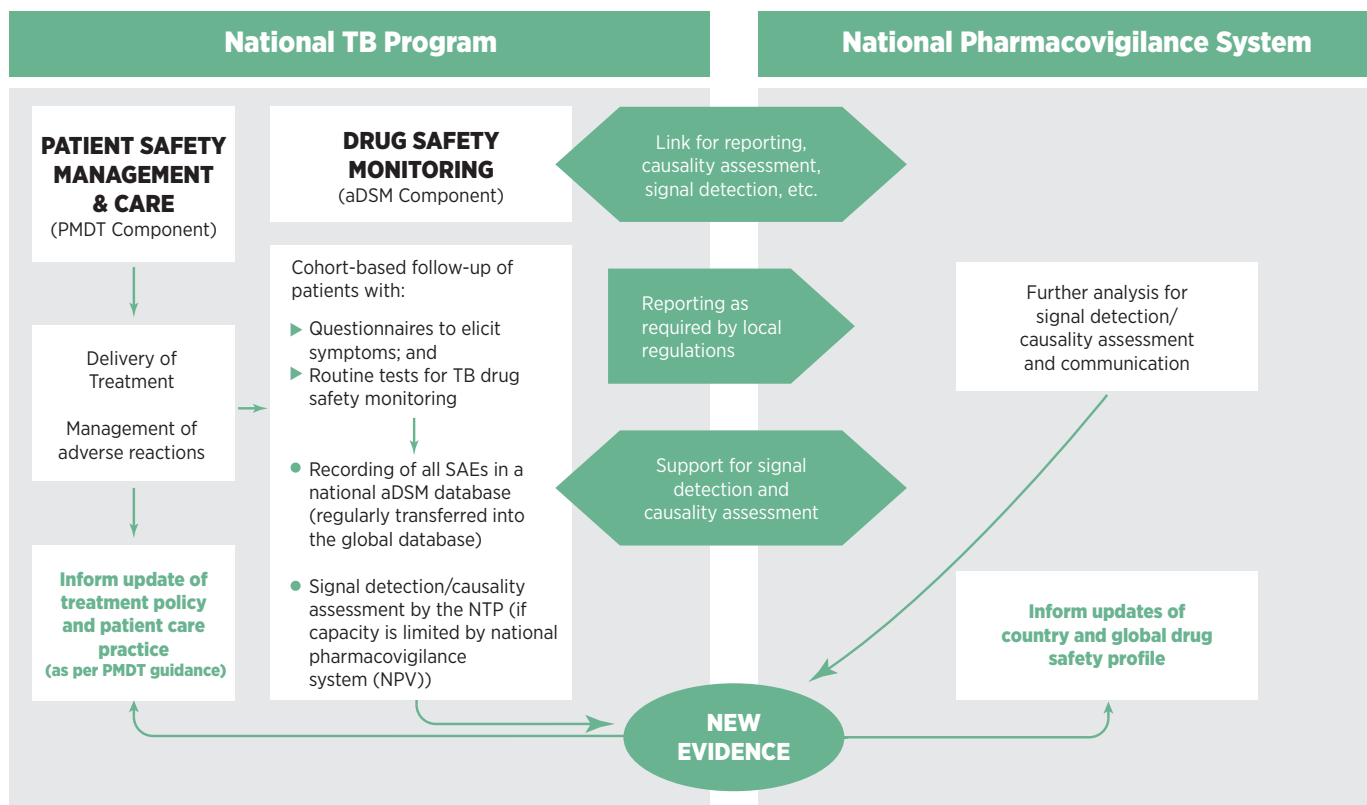 National TB Program
National Pharmacovigilance System
PATIENT SAFETY
MANAGEMENT
& CARE
(PMDT Component)
Delivery of
Treatment
Management of
adverse reactions
Inform update of
treatment policy
and patient care
practice
(as per PMDT guidance)
DRUG SAFETY
MONITORING
(aDSM Component)
Cohort-based follow-up of
patients with:
Questionnaires to elicit
symptoms; and
Routine tests for TB drug
safety monitoring
Recording of all SAEs in a
national aDSM database
(regularly transferred into
the global database)
Signal detection/causality
assessment by the NTP (if
capacity is limited by national
pharmacovigilance
system (NPV))
Link for reporting,
causality assessment,
signal detection, etc.
Reporting as
required by local
regulations
Support for signal
detection and
causality assessment
Further analysis for
signal detection/
causality assessment
and communication
Inform updates of
country and global drug
safety profile
NEW
EVIDENCE